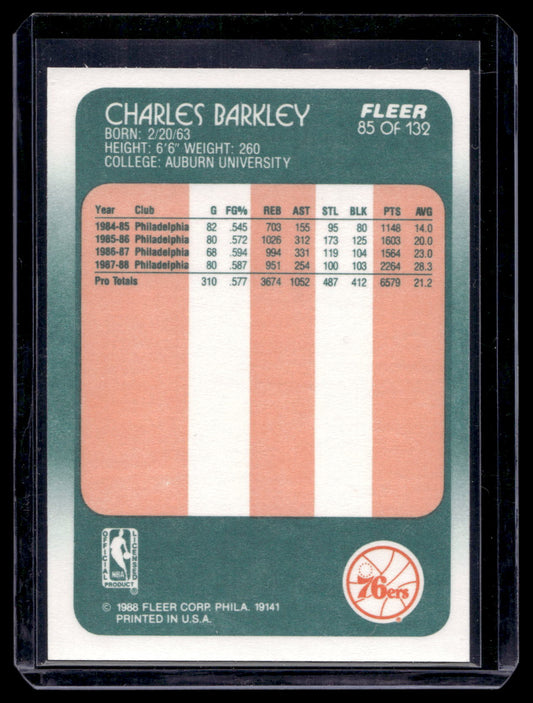 CHARLES BARKLEY
FLEER
85 OF 132
BORN: 2/20/63
HEIGHT: 6'6" WEIGHT: 260
COLLEGE: AUBURN UNIVERSITY
Year Club G FG% REB AST STL BLK PTS AVG
1984-85 Philadelphia 82 .545 703 155 95 80 1148 14.0
1985-86 Philadelphia 80 .572 1026 312 173 125 1603 20.0
1986-87 Philadelphia 68 .594 994 331 119 104 1564 23.0
1987-88 Philadelphia 80 .587 951 254 100 103 2264 28.3
Pro Totals 310 .577 3674 1052 487 412 6579 21.2
OFFICIAL LICENSED
NBA
PRODUCT
76ers
© 1988 FLEER CORP. PHILA. 19141
PRINTED IN U.S.A.